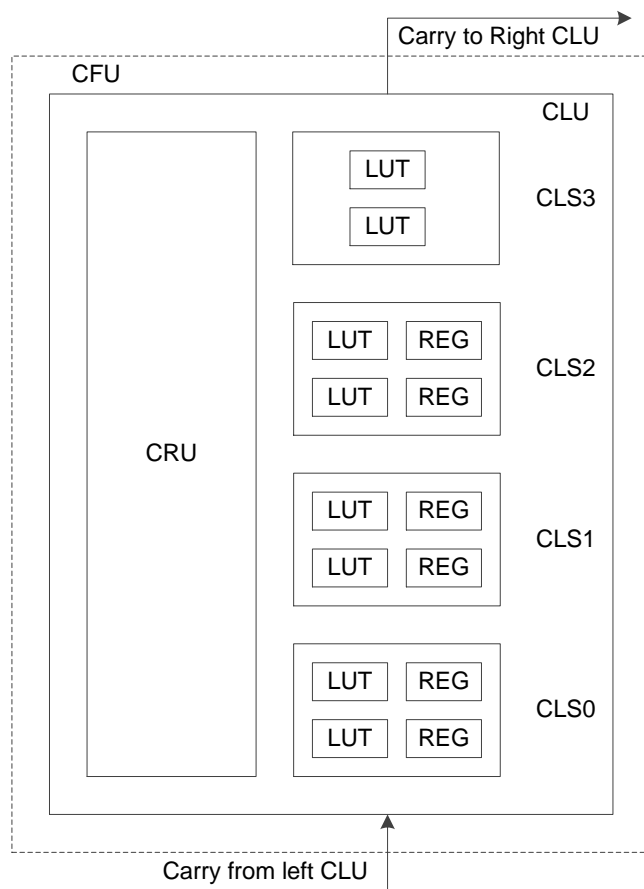 Carry to Right CLU
CFU
CLU
LUT
LUT
CLS3
LUT REG
LUT REG
CLS2
CRU
LUT REG
LUT REG
CLS1
LUT REG
LUT REG
CLS0
Carry from left CLU